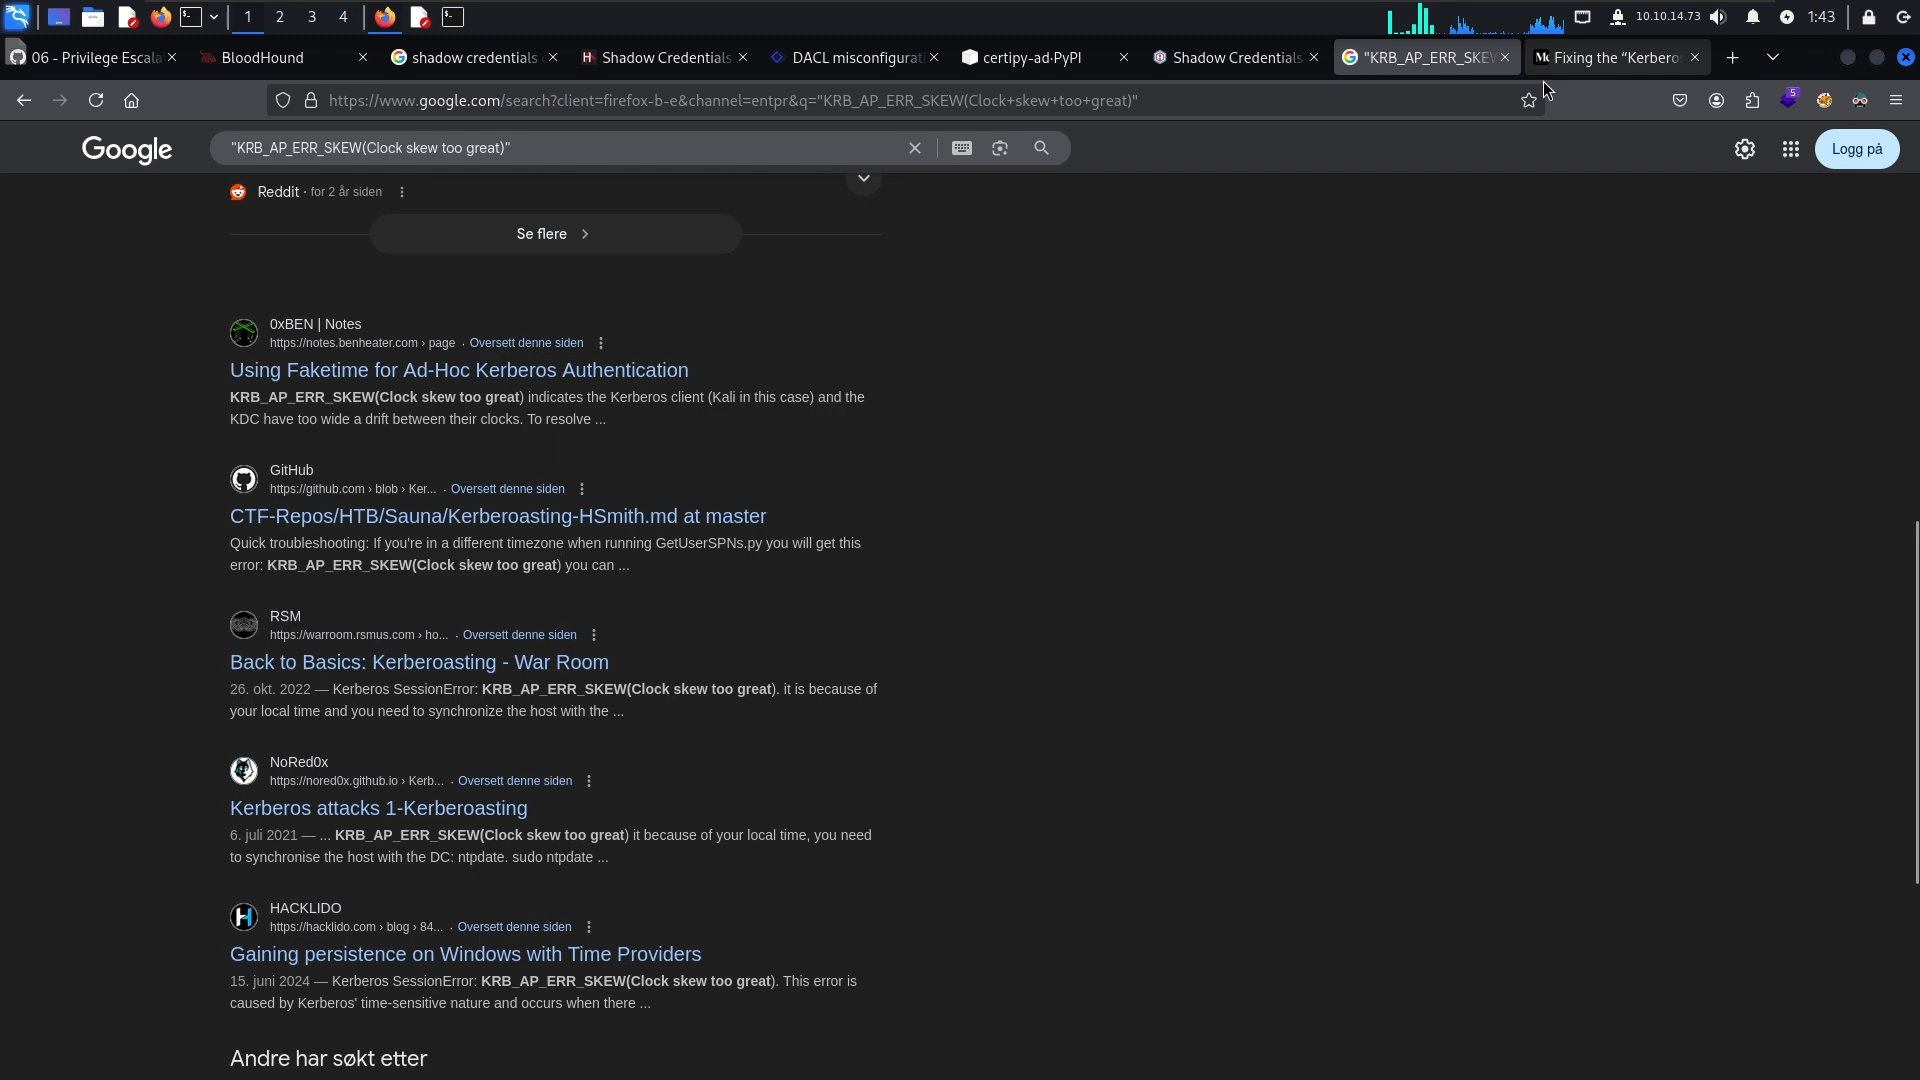 1
2
3
4
10.10.14.73
1:43
06 - Privilege Escala
BloodHound
shadow credentials
Shadow Credentials
DACL misconfigurat
certipy-ad·PyPI
Shadow Credentials
"KRB_AP_ERR_SKEW
Fixing the “Kerbero
https://www.google.com/search?client=firefox-b-e&channel=entpr&q="KRB_AP_ERR_SKEW(Clock+skew+too+great)"
5
Google
"KRB_AP_ERR_SKEW(Clock skew too great)"
Logg på
Reddit · for 2 år siden
Se flere
0xBEN | Notes
https://notes.benheater.com › page · Oversett denne siden
Using Faketime for Ad-Hoc Kerberos Authentication
KRB_AP_ERR_SKEW(Clock skew too great) indicates the Kerberos client (Kali in this case) and the
KDC have too wide a drift between their clocks. To resolve ...
GitHub
https://github.com › blob › Ker... · Oversett denne siden
CTF-Repos/HTB/Sauna/Kerberoasting-HSmith.md at master
Quick troubleshooting: If you're in a different timezone when running GetUserSPNs.py you will get this
error: KRB_AP_ERR_SKEW(Clock skew too great) you can ...
RSM
https://warroom.rsmus.com › ho... · Oversett denne siden
Back to Basics: Kerberoasting - War Room
26. okt. 2022 — Kerberos SessionError: KRB_AP_ERR_SKEW(Clock skew too great). it is because of
your local time and you need to synchronize the host with the ...
NoRed0x
https://nored0x.github.io › Kerb... · Oversett denne siden
Kerberos attacks 1-Kerberoasting
6. juli 2021 — ... KRB_AP_ERR_SKEW(Clock skew too great) it because of your local time, you need
to synchronise the host with the DC: ntpdate. sudo ntpdate ...
HACKLIDO
https://hacklido.com › blog › 84... · Oversett denne siden
Gaining persistence on Windows with Time Providers
15. juni 2024 — Kerberos SessionError: KRB_AP_ERR_SKEW(Clock skew too great). This error is
caused by Kerberos' time-sensitive nature and occurs when there ...
Andre har søkt etter